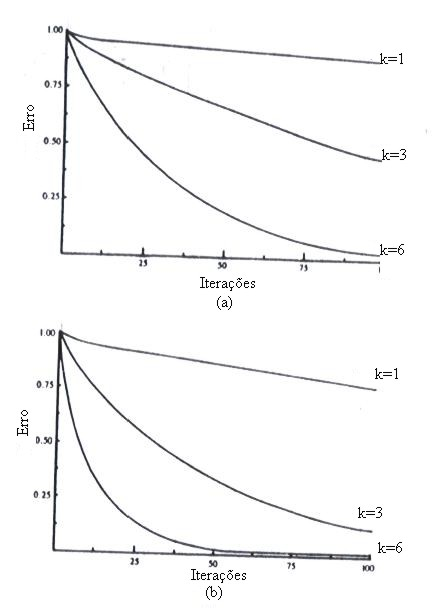 1.00
k=1
0.75
Erro
0.50
k=3
0.25
k=6
25
50
75
Iterações
(a)
1.00
k=1
0.75
Erro
0.50
k=3
0.25
k=6
25
50
75
100
Iterações
(b)